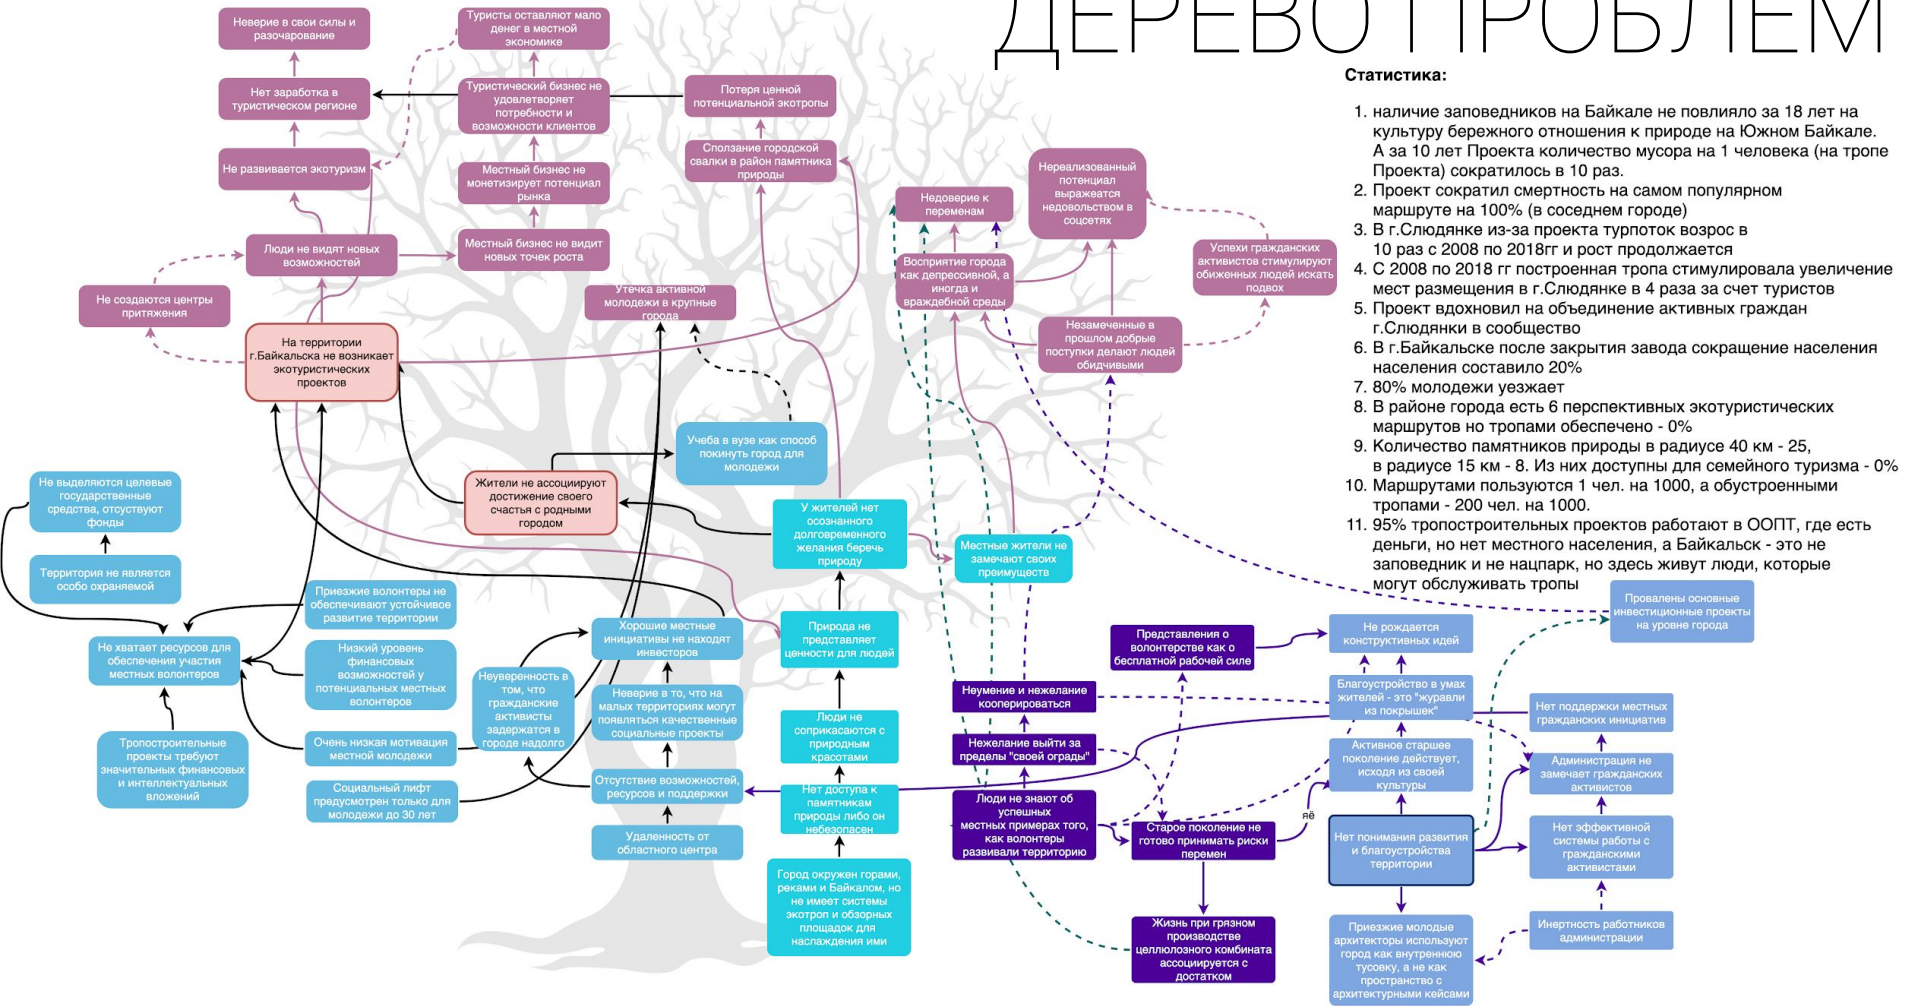 ДЕРЕВО ПРОБЛЕМ
Неверие в свои силы и
разочарование
Туристы оставляют мало
денег в местной
экономике
Нет заработка в
туристическом регионе
Туристический бизнес не
удовлетворяет
потребности и
возможности клиентов
Потеря ценной
потенциальной экотропы
Не развивается экотуризм
Местный бизнес не
монетизирует потенциал
рынка
Сползание городской
свалки в район памятника
природы
Люди не видят новых
возможностей
Местный бизнес не видит
новых точек роста
Не создаются центры
притяжения
Утечка активной
молодежи в крупные
города
На территории
г.Байкальска не возникает
экотуристических
проектов
Недоверие к
переменам
Нереализованный
потенциал
выражеатся
недовольством в
соцсетях
Восприятие города
как депрессивной, а
иногда и
враждебной среды
Успехи гражданских
активистов стимулируют
обиженных людей искать
подвох
Незамеченные в
прошлом добрые
поступки делают людей
обидчивыми
Статистика:
1. наличие заповедников на Байкале не повлияло за 18 лет на
культуру бережного отношения к природе на Южном Байкале.
А за 10 лет Проекта количество мусора на 1 человека (на тропе
Проекта) сократилось в 10 раз.
2. Проект сократил смертность на самом популярном
маршруте на 100% (в соседнем городе)
3. В г.Слюдянке из-за проекта турпоток возрос в
10 раз с 2008 по 2018гг и рост продолжается
4. С 2008 по 2018 гг построенная тропа стимулировала увеличение
мест размещения в г.Слюдянке в 4 раза за счет туристов
5. Проект вдохновил на объединение активных граждан
г.Слюдянки в сообщество
6. В г.Байкальске после закрытия завода сокращение населения
населения составило 20%
7. 80% молодежи уезжает
8. В районе города есть 6 перспективных экотуристических
маршрутов но тропами обеспечено - 0%
9. Количество памятников природы в радиусе 40 км - 25,
в радиусе 15 км - 8. Из них доступны для семейного туризма - 0%
10. Маршрутами пользуются 1 чел. на 1000, а обустроенными
тропами - 200 чел. на 1000.
11. 95% тропостроительных проектов работают в ООПТ, где есть
деньги, но нет местного населения, а Байкальск - это не
заповедник и не нацпарк, но здесь живут люди, которые
могут обслуживать тропы
Учеба в вузе как способ
покинуть город для
молодежи
Жители не ассоциируют
достижение своего
счастья с родными
городом
Не выделяются целевые
государственные
средства, отсуствуют
фонды
Территория не является
особо охраняемой
Приезжие волонтеры не
обеспечивают устойчивое
развитие территории
Не хватает ресурсов для
обеспечения участия
местных волонтеров
Низкий уровень
финансовых
возможностей у
потенциальных местных
волонтеров
Тропостроительные
проекты требуют
значительных финансовых
и интеллектуальных
вложений
Очень низкая мотивация
местной молодежи
Социальный лифт
предусмотрен только для
молодежи до 30 лет
Неуверенность в
том, что
гражданские
активисты
задержатся в
городе надолго
Хорошие местные
инициативы не находят
инвесторов
Неверие в то, что на
малых территориях могут
появляться качественные
социальные проекты
Отсутствие возможностей,
ресурсов и поддержки
Удаленность от
областного центра
У жителей нет
осознанного
долговременного
желания беречь
природу
Местные жители не
замечают своих
преимуществ
Природа не
представляет
ценности для людей
Люди не
соприкасаются с
природным
красотами
Нет доступа к
памятникам
природы либо он
небезопасен
Город окружен горами,
реками и Байкалом, но
не имеет системы
экотроп и обзорных
площадок для
наслаждения ими
Неумение и нежелание
кооперироваться
Нежелание выйти за
пределы "своей ограды"
Люди не знают об
успешных
местных примерах того,
как волонтеры
развивали территорию
Представления о
волонтерстве как о
бесплатной рабочей силе
Старое поколение не
готово принимать риски
перемен
яё
Жизнь при грязном
производстве
целлюлозного комбината
ассоциируется с
достатком
Не рождается
конструктивных идей
Благоустройство в умах
жителей - это "журавли
из покрышек"
Активное старшее
поколение действует,
исходя из своей
культуры
Нет понимания развития
и благоустройства
территории
Приезжие молодые
архитекторы используют
город как внутреннюю
тусовку, а не как
пространство с
архитектурными кейсами
Провалены основные
инвестиционные проекты
на уровне города
Нет поддержки местных
гражданских инициатив
Администрация не
замечает гражданских
активистов
Нет эффективной
системы работы с
гражданскими
активистами
Инертность работников
администрации